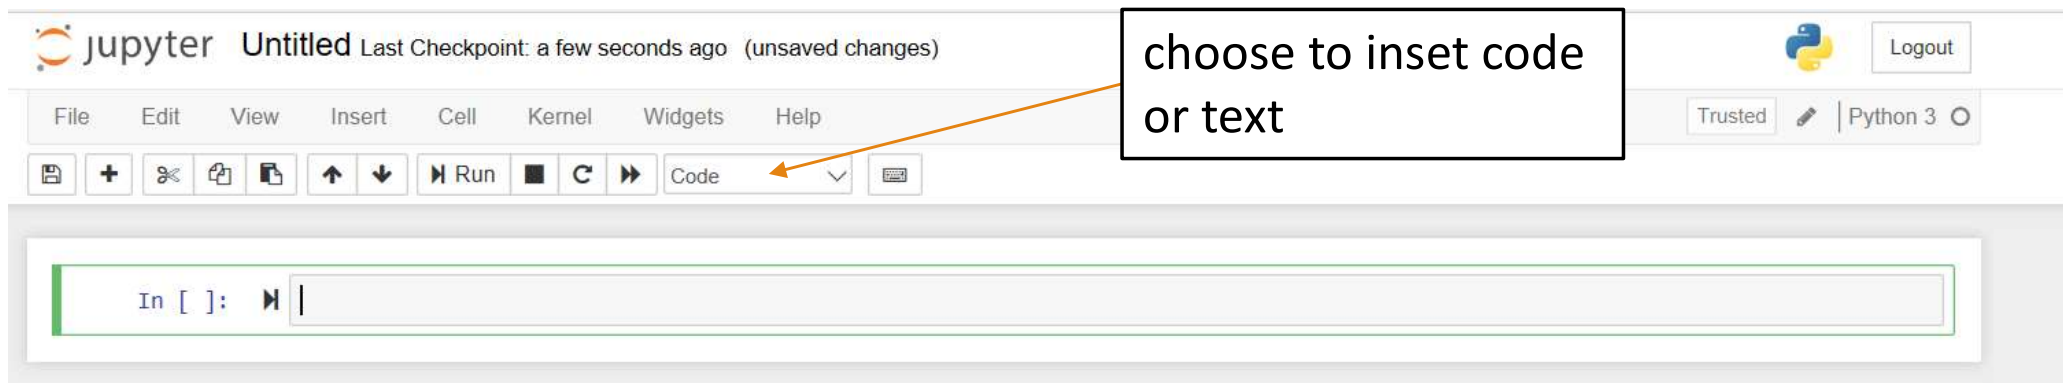 jupyter Untitled Last Checkpoint: a few seconds ago (unsaved changes)
choose to inset code
or text
Logout
File Edit View Insert Cell Kernel Widgets Help
Trusted Python 3
Run Code
In [ ]: